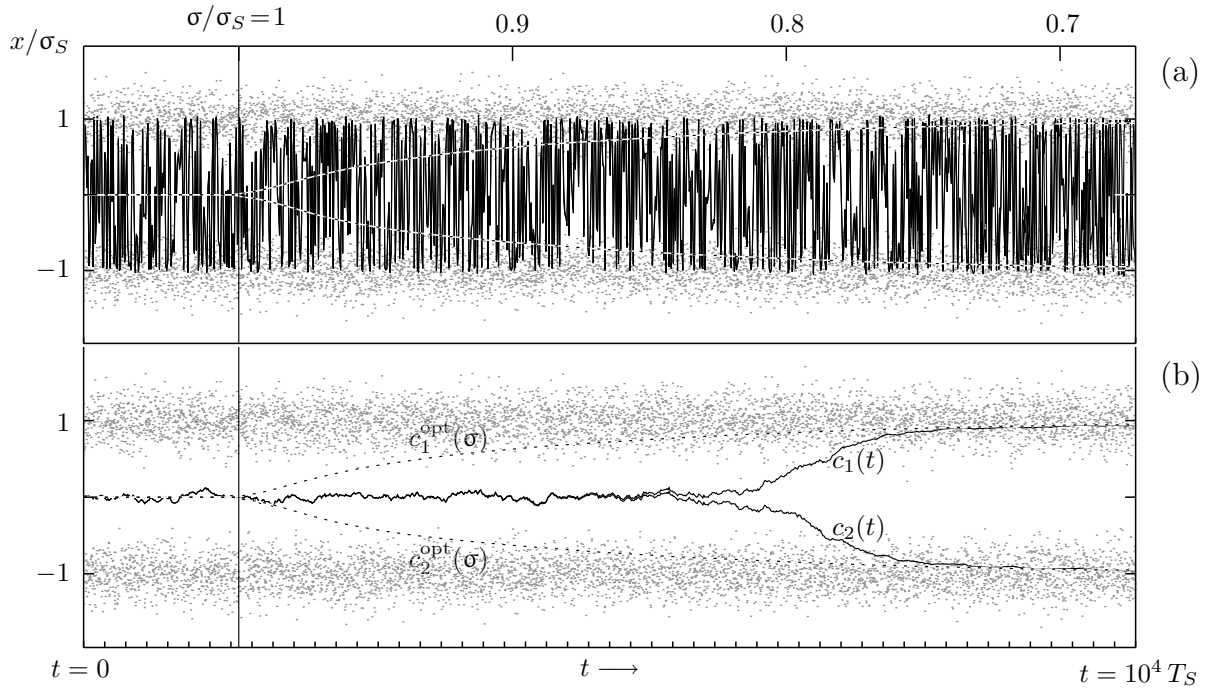 σ/σ_S = 1 0.9 0.8 0.7
x/σ_S
(a)
1
−1
(b)
1
c_1^opt(σ)
c_1(t)
c_2(t)
c_2^opt(σ)
−1
t = 0 t ⟶ t = 10^4 T_S